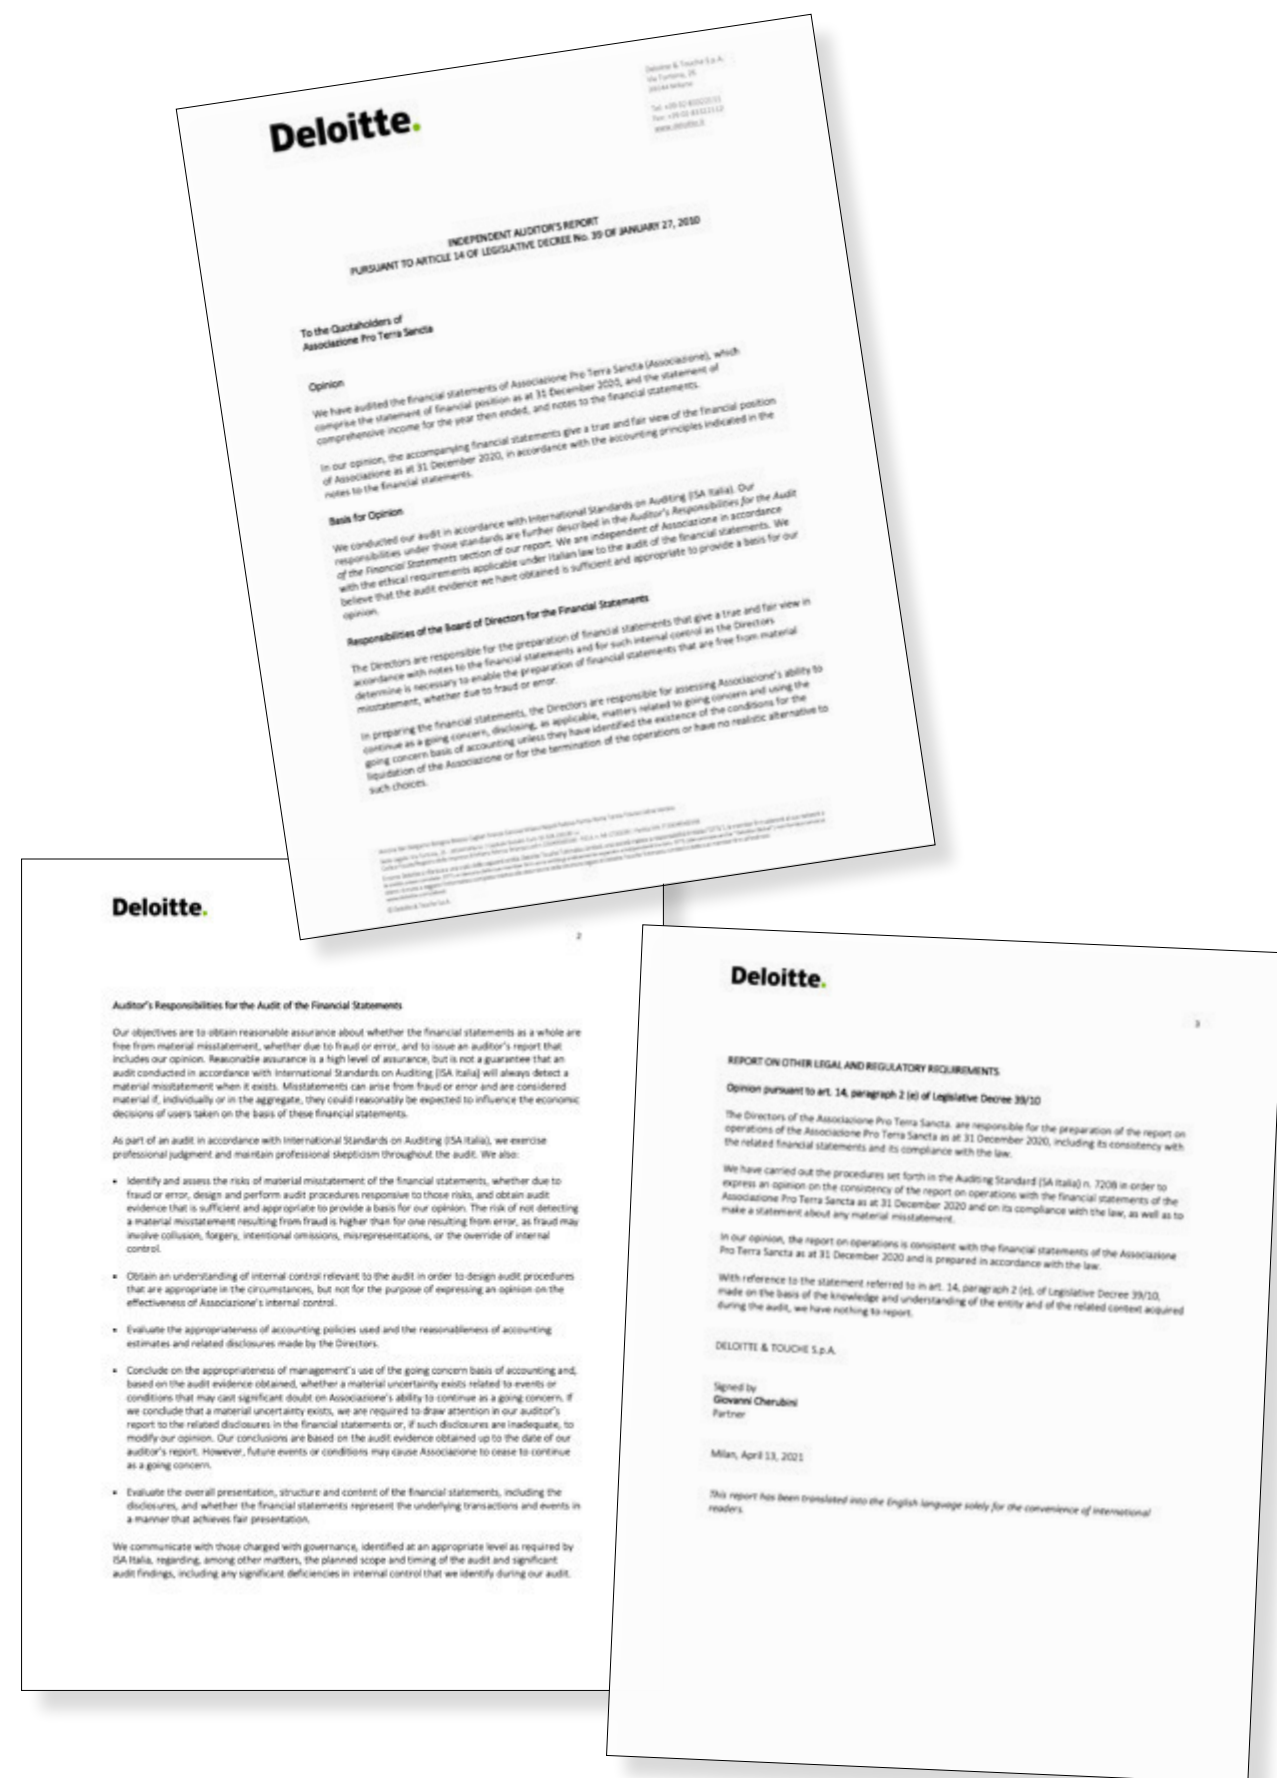 Deloitte.
Deloitte & Touche S.p.A.
Via Tortona, 25
20144 Milano
Tel: +39 02 83322111
Fax: +39 02 83322112
www.deloitte.it
INDEPENDENT AUDITOR'S REPORT
PURSUANT TO ARTICLE 14 OF LEGISLATIVE DECREE No. 39 OF JANUARY 27, 2010
To the Quotaholders of
Associazione Pro Terra Sancta
Opinion
We have audited the financial statements of Associazione Pro Terra Sancta (Associazione), which
comprise the statement of financial position as at 31 December 2020, and the statement of
comprehensive income for the year then ended, and notes to the financial statements.
In our opinion, the accompanying financial statements give a true and fair view of the financial position
of Associazione as at 31 December 2020, in accordance with the accounting principles indicated in the
notes to the financial statements.
Basis for Opinion
We conducted our audit in accordance with International Standards on Auditing (ISA Italia). Our
responsibilities under those standards are further described in the Auditor's Responsibilities for the Audit
of the Financial Statements section of our report. We are independent of Associazione in accordance
with the ethical requirements applicable under Italian law to the audit of the financial statements. We
believe that the audit evidence we have obtained is sufficient and appropriate to provide a basis for our
opinion.
Responsibilities of the Board of Directors for the Financial Statements
The Directors are responsible for the preparation of financial statements that give a true and fair view in
accordance with notes to the financial statements and for such internal control as the Directors
determine is necessary to enable the preparation of financial statements that are free from material
misstatement, whether due to fraud or error.
In preparing the financial statements, the Directors are responsible for assessing Associazione's ability to
continue as a going concern, disclosing, as applicable, matters related to going concern and using the
going concern basis of accounting unless they have identified the existence of the conditions for the
liquidation of the Associazione or for the termination of the operations or have no realistic alternative to
such choices.
© Deloitte & Touche S.p.A.
Deloitte.
2
Auditor's Responsibilities for the Audit of the Financial Statements
Our objectives are to obtain reasonable assurance about whether the financial statements as a whole are
free from material misstatement, whether due to fraud or error, and to issue an auditor's report that
includes our opinion. Reasonable assurance is a high level of assurance, but is not a guarantee that an
audit conducted in accordance with International Standards on Auditing (ISA Italia) will always detect a
material misstatement when it exists. Misstatements can arise from fraud or error and are considered
material if, individually or in the aggregate, they could reasonably be expected to influence the economic
decisions of users taken on the basis of these financial statements.
As part of an audit in accordance with International Standards on Auditing (ISA Italia), we exercise
professional judgment and maintain professional skepticism throughout the audit. We also:
• Identify and assess the risks of material misstatement of the financial statements, whether due to
fraud or error, design and perform audit procedures responsive to those risks, and obtain audit
evidence that is sufficient and appropriate to provide a basis for our opinion. The risk of not detecting
a material misstatement resulting from fraud is higher than for one resulting from error, as fraud may
involve collusion, forgery, intentional omissions, misrepresentations, or the override of internal
control.
• Obtain an understanding of internal control relevant to the audit in order to design audit procedures
that are appropriate in the circumstances, but not for the purpose of expressing an opinion on the
effectiveness of Associazione's internal control.
• Evaluate the appropriateness of accounting policies used and the reasonableness of accounting
estimates and related disclosures made by the Directors.
• Conclude on the appropriateness of management's use of the going concern basis of accounting and,
based on the audit evidence obtained, whether a material uncertainty exists related to events or
conditions that may cast significant doubt on Associazione's ability to continue as a going concern. If
we conclude that a material uncertainty exists, we are required to draw attention in our auditor's
report to the related disclosures in the financial statements or, if such disclosures are inadequate, to
modify our opinion. Our conclusions are based on the audit evidence obtained up to the date of our
auditor's report. However, future events or conditions may cause Associazione to cease to continue
as a going concern.
• Evaluate the overall presentation, structure and content of the financial statements, including the
disclosures, and whether the financial statements represent the underlying transactions and events in
a manner that achieves fair presentation.
We communicate with those charged with governance, identified at an appropriate level as required by
ISA Italia, regarding, among other matters, the planned scope and timing of the audit and significant
audit findings, including any significant deficiencies in internal control that we identify during our audit.
Deloitte.
3
REPORT ON OTHER LEGAL AND REGULATORY REQUIREMENTS
Opinion pursuant to art. 14, paragraph 2 (e) of Legislative Decree 39/10
The Directors of the Associazione Pro Terra Sancta. are responsible for the preparation of the report on
operations of the Associazione Pro Terra Sancta as at 31 December 2020, including its consistency with
the related financial statements and its compliance with the law.
We have carried out the procedures set forth in the Auditing Standard (SA Italia) n. 720B in order to
express an opinion on the consistency of the report on operations with the financial statements of the
Associazione Pro Terra Sancta as at 31 December 2020 and on its compliance with the law, as well as to
make a statement about any material misstatement.
In our opinion, the report on operations is consistent with the financial statements of the Associazione
Pro Terra Sancta as at 31 December 2020 and is prepared in accordance with the law.
With reference to the statement referred to in art. 14, paragraph 2 (e), of Legislative Decree 39/10,
made on the basis of the knowledge and understanding of the entity and of the related context acquired
during the audit, we have nothing to report.
DELOITTE & TOUCHE S.p.A.
Signed by
Giovanni Cherubini
Partner
Milan, April 13, 2021
This report has been translated into the English language solely for the convenience of international
readers.